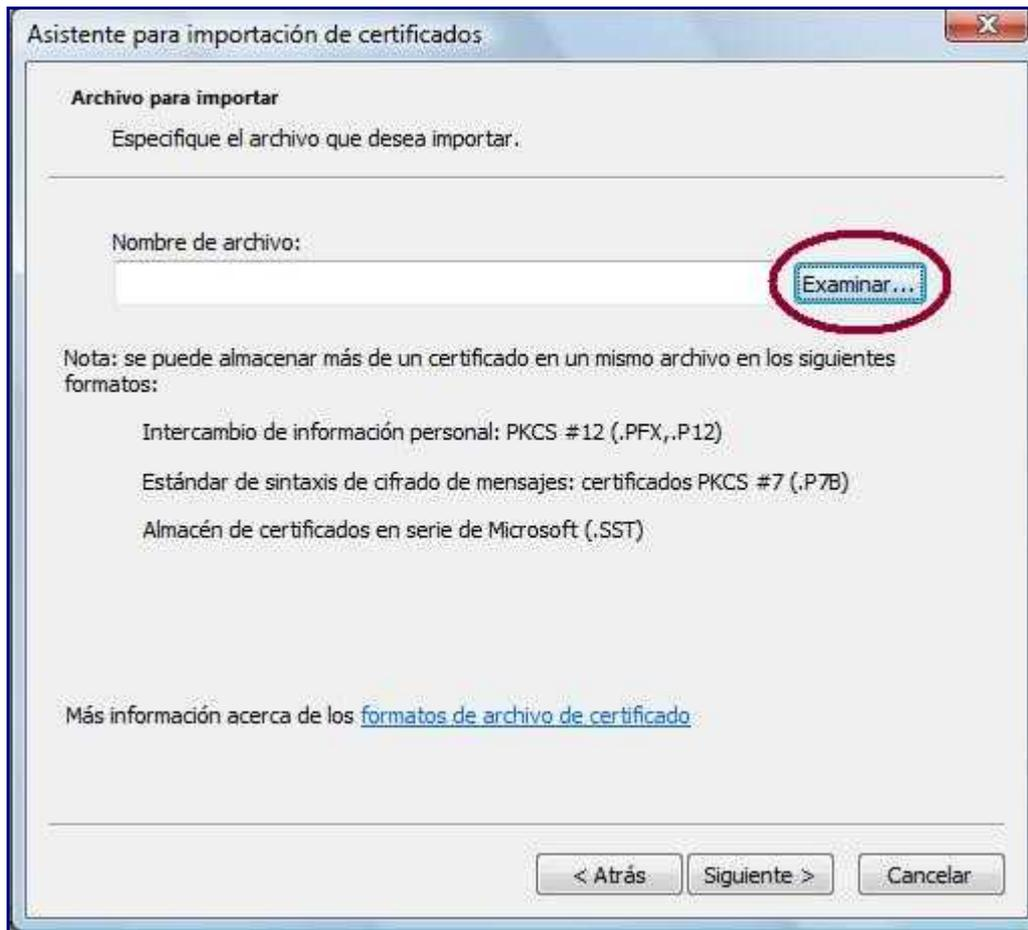 Asistente para importación de certificados
Archivo para importar
Especifique el archivo que desea importar.
Nombre de archivo:
Examinar...
Nota: se puede almacenar más de un certificado en un mismo archivo en los siguientes
formatos:
Intercambio de información personal: PKCS #12 (.PFX,.P12)
Estándar de sintaxis de cifrado de mensajes: certificados PKCS #7 (.P7B)
Almacén de certificados en serie de Microsoft (.SST)
Más información acerca de los formatos de archivo de certificado
< Atrás Siguiente > Cancelar